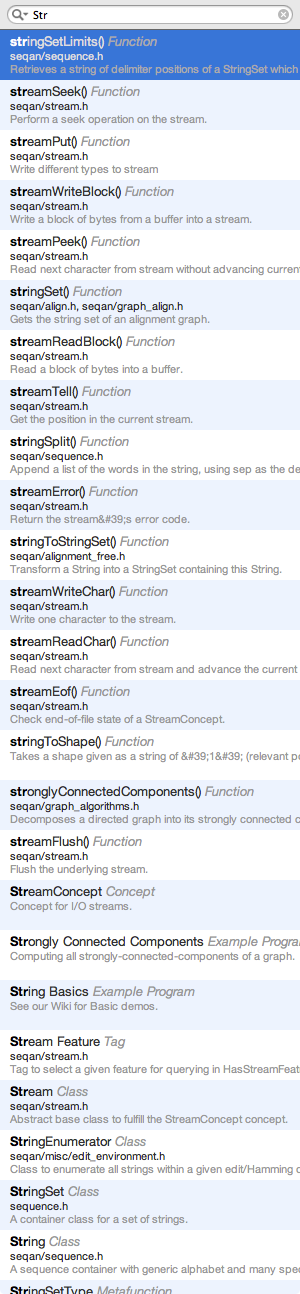 Str
stringSetLimits() Function
seqan/sequence.h
Retrieves a string of delimiter positions of a StringSet which
streamSeek() Function
seqan/stream.h
Perform a seek operation on the stream.
streamPut() Function
seqan/stream.h
Write different types to stream
streamWriteBlock() Function
seqan/stream.h
Write a block of bytes from a buffer into a stream.
streamPeek() Function
seqan/stream.h
Read next character from stream without advancing current
stringSet() Function
seqan/align.h, seqan/graph_align.h
Gets the string set of an alignment graph.
streamReadBlock() Function
seqan/stream.h
Read a block of bytes into a buffer.
streamTell() Function
seqan/stream.h
Get the position in the current stream.
stringSplit() Function
seqan/sequence.h
Append a list of the words in the string, using sep as the de
streamError() Function
seqan/stream.h
Return the stream&#39;s error code.
stringToStringSet() Function
seqan/alignment_free.h
Transform a String into a StringSet containing this String.
streamWriteChar() Function
seqan/stream.h
Write one character to the stream.
streamReadChar() Function
seqan/stream.h
Read next character from stream and advance the current
streamEof() Function
seqan/stream.h
Check end-of-file state of a StreamConcept.
stringToShape() Function
Takes a shape given as a string of &#39;1&#39; (relevant po
stronglyConnectedComponents() Function
seqan/graph_algorithms.h
Decomposes a directed graph into its strongly connected c
streamFlush() Function
seqan/stream.h
Flush the underlying stream.
StreamConcept Concept
Concept for I/O streams.
Strongly Connected Components Example Program
Computing all strongly-connected-components of a graph.
String Basics Example Program
See our Wiki for Basic demos.
Stream Feature Tag
seqan/stream.h
Tag to select a given feature for querying in HasStreamFeat
Stream Class
seqan/stream.h
Abstract base class to fulfill the StreamConcept concept.
StringEnumerator Class
seqan/misc/edit_environment.h
Class to enumerate all strings within a given edit/Hamming d
StringSet Class
sequence.h
A container class for a set of strings.
String Class
seqan/sequence.h
A sequence container with generic alphabet and many spec
StringSetType Metafunction